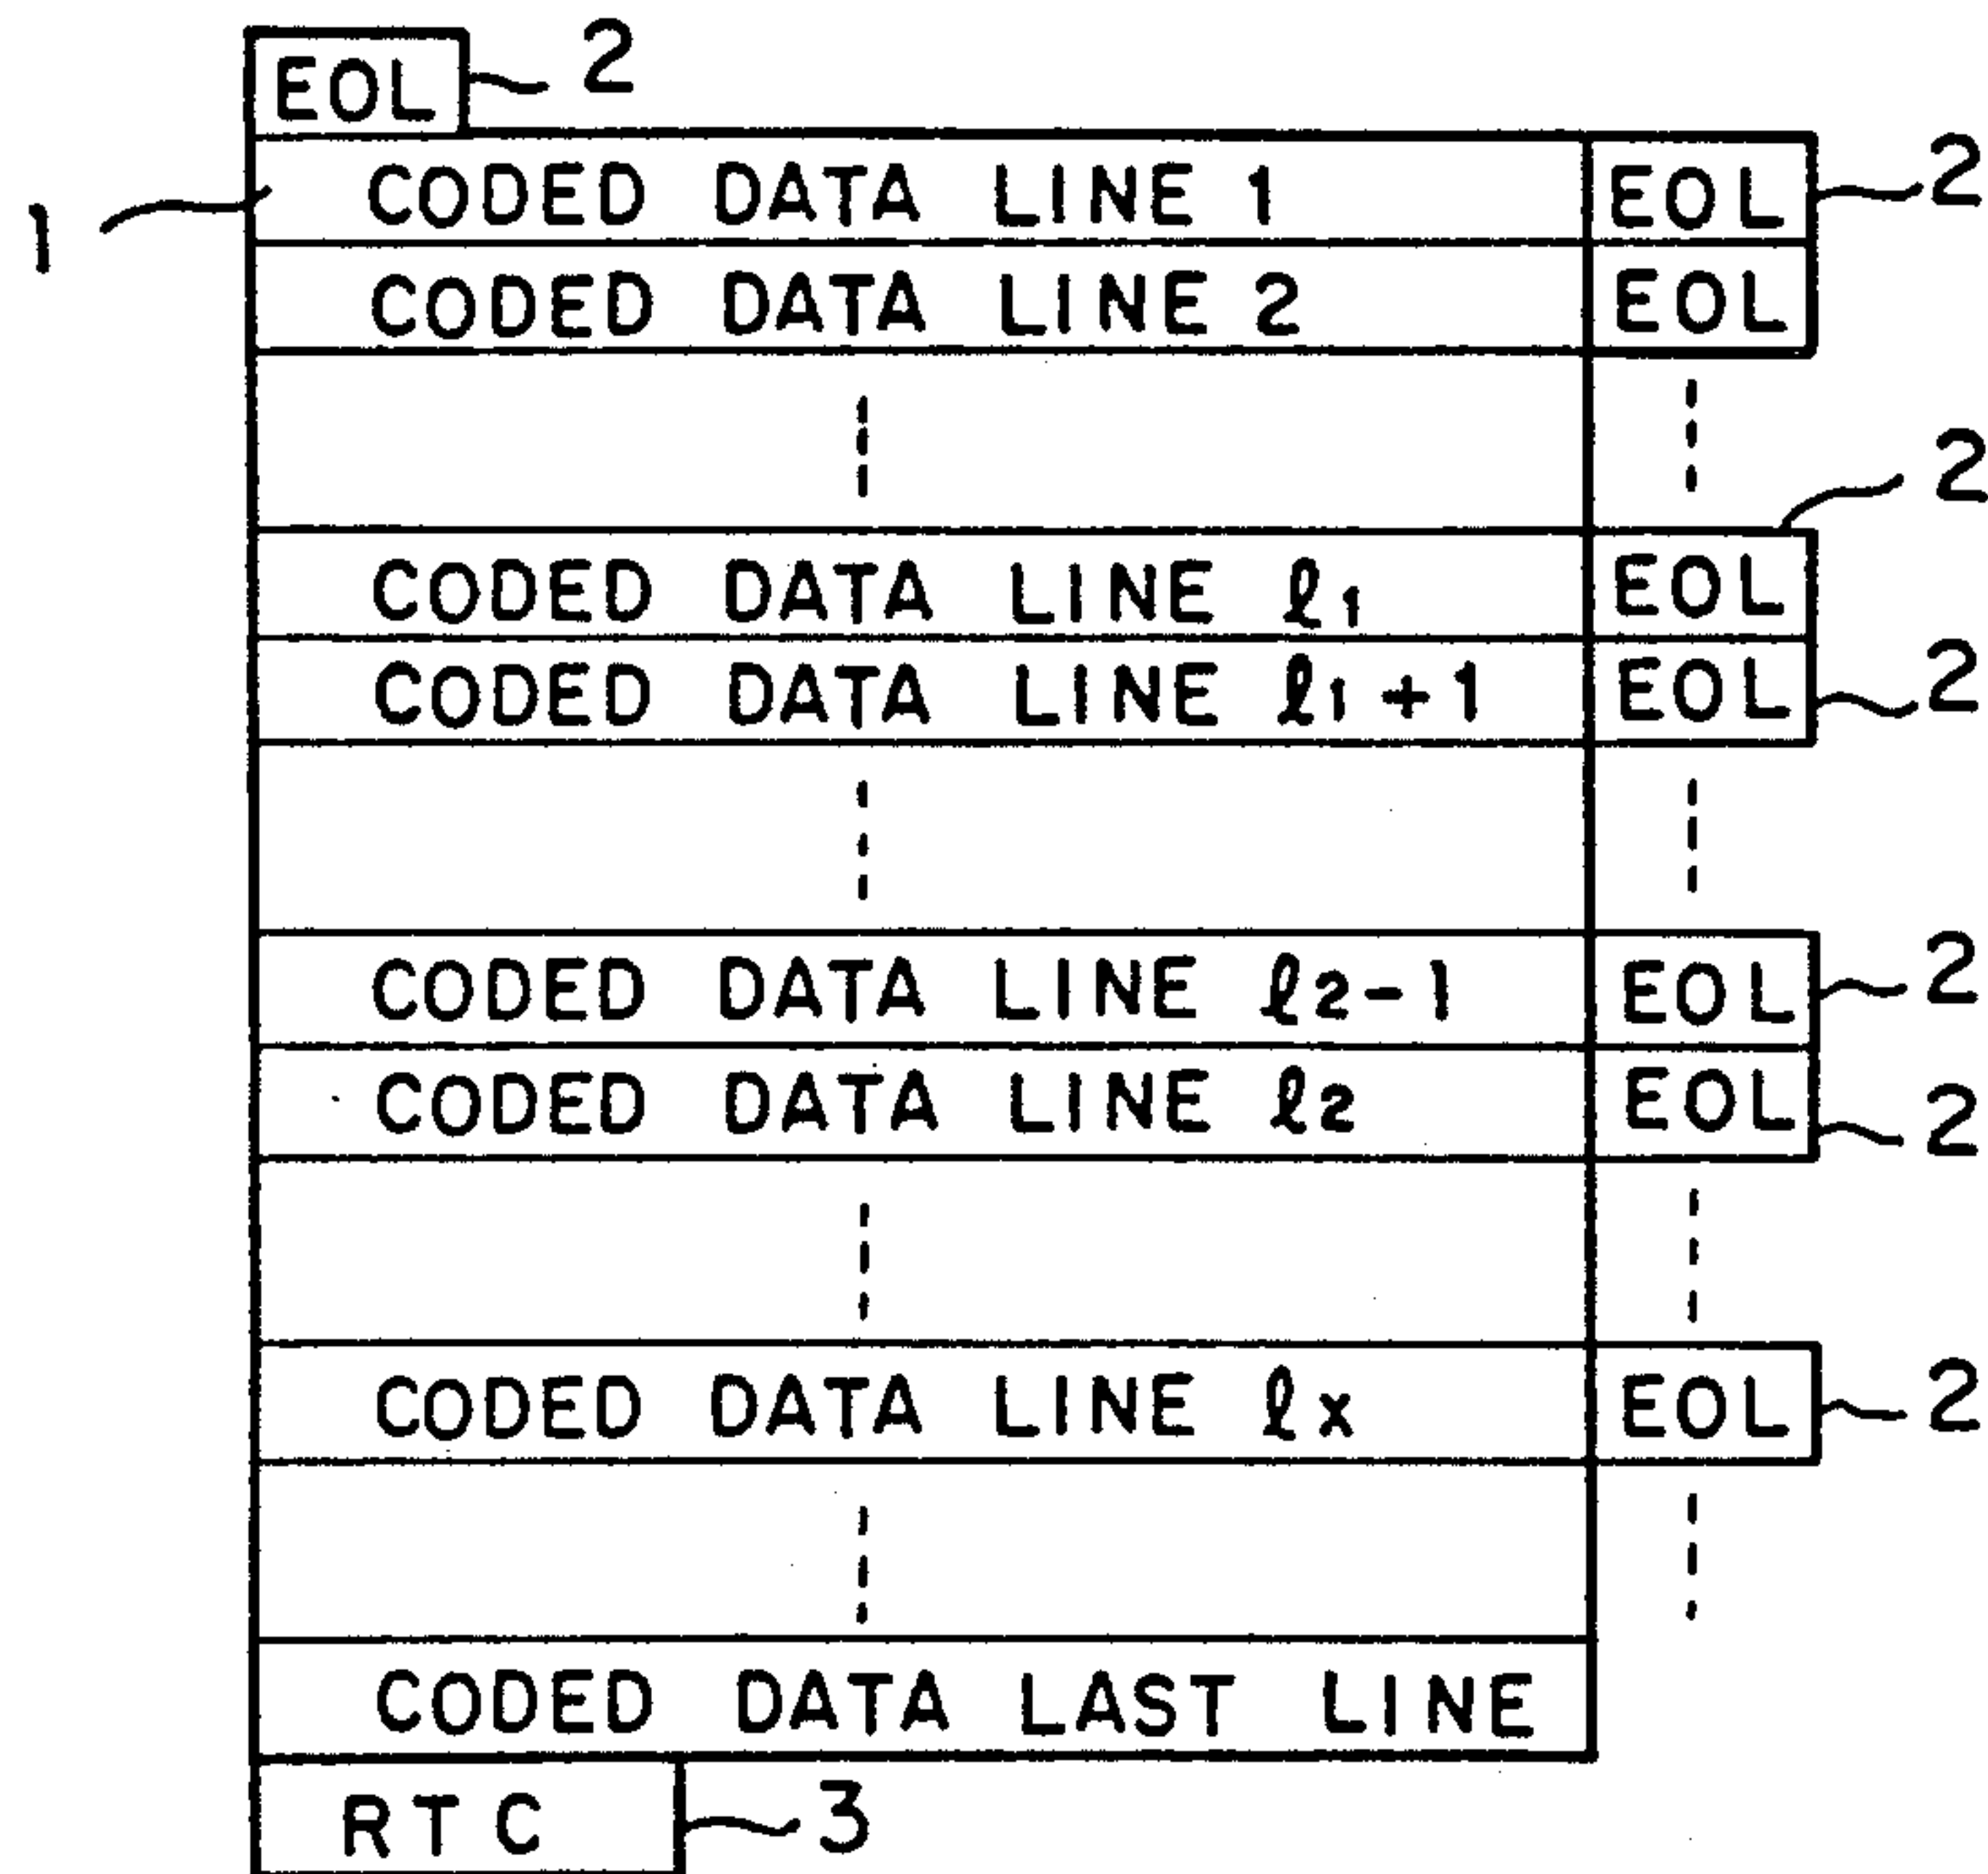 EOL 2
1 CODED DATA LINE 1 EOL 2
CODED DATA LINE 2 EOL
2
CODED DATA LINE ℓ1 EOL
CODED DATA LINE ℓ1+1 EOL 2
CODED DATA LINE ℓ2-1 EOL 2
CODED DATA LINE ℓ2 EOL 2
CODED DATA LINE ℓx EOL 2
CODED DATA LAST LINE
RTC 3